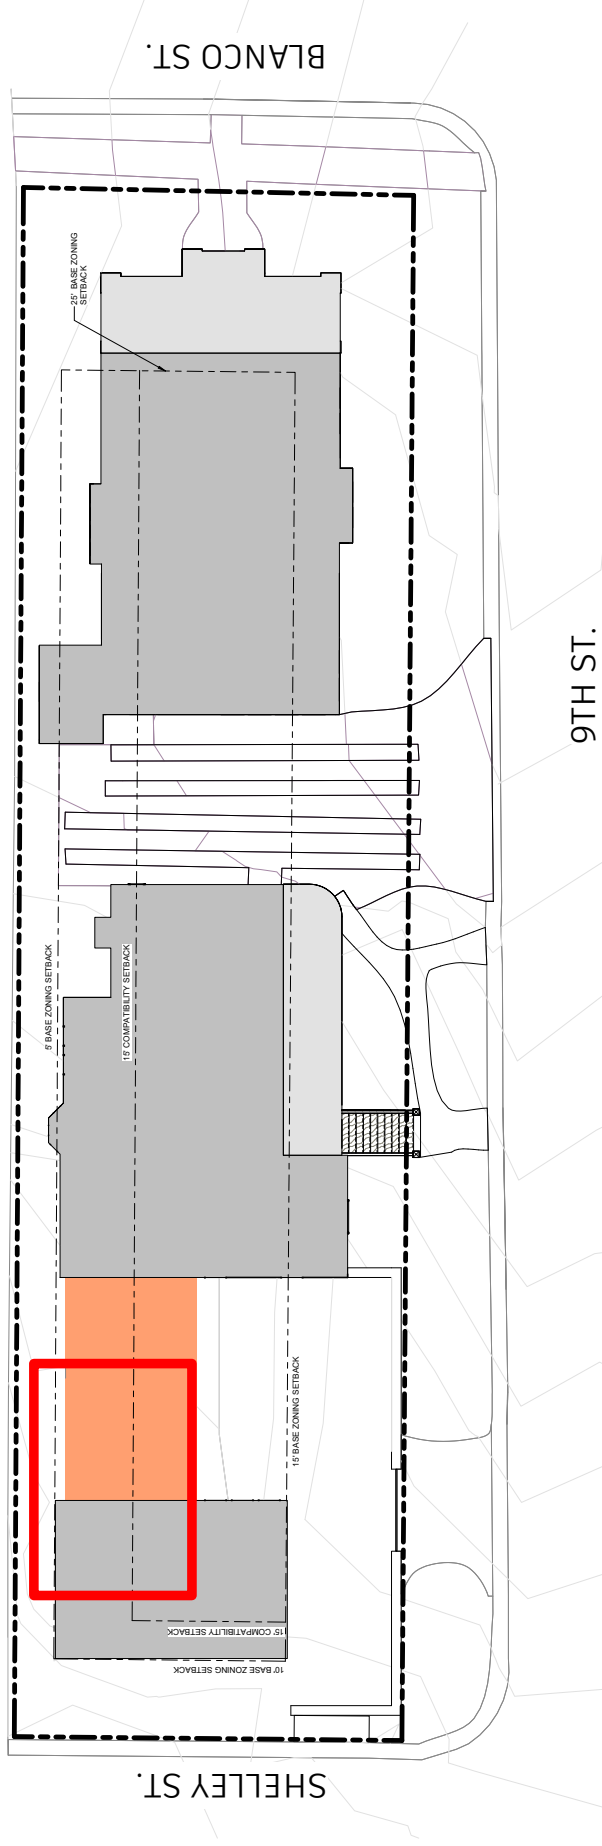 BLANCO ST.
25' BASE ZONING
SETBACK
9TH ST.
5' BASE ZONING SETBACK
15' COMPATIBILITY SETBACK
15' BASE ZONING SETBACK
15' COMPATIBILITY SETBACK
10' BASE ZONING SETBACK
SHELLEY ST.